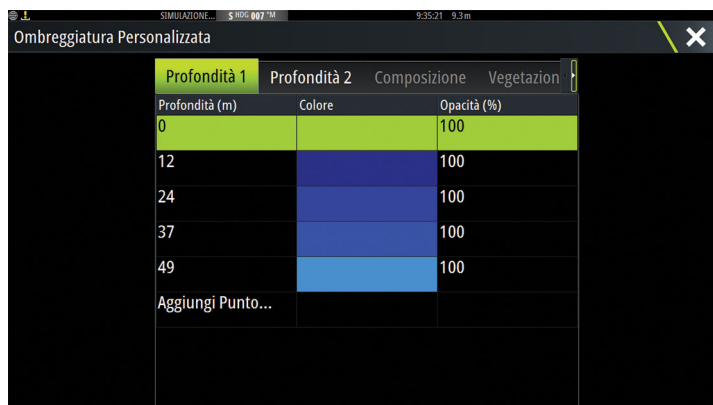 SIMULAZIONE... S HDG 007 °M 9:35:21 9.3 m
Ombreggiatura Personalizzata
Profondità 1 Profondità 2 Composizione Vegetazion
Profondità (m) Colore Opacità (%)
0 100
12 100
24 100
37 100
49 100
Aggiungi Punto...